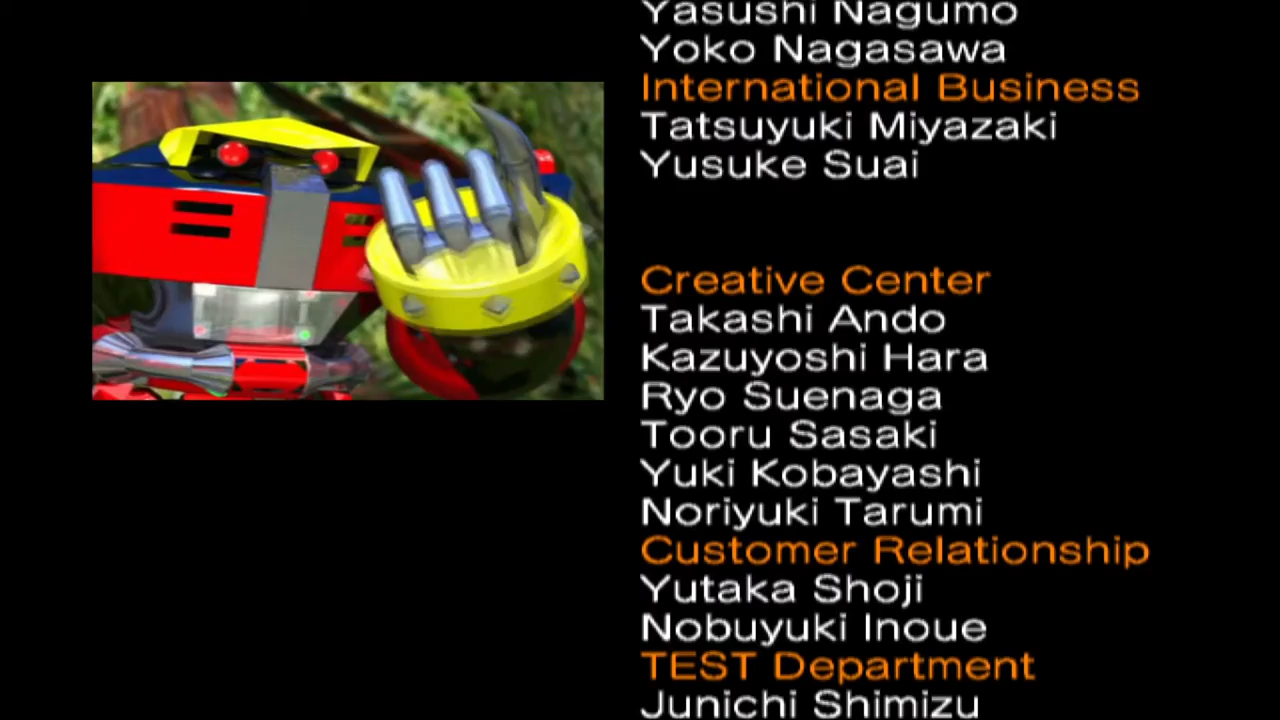 Yasushi Nagumo
Yoko Nagasawa
International Business
Tatsuyuki Miyazaki
Yusuke Suai
Creative Center
Takashi Ando
Kazuyoshi Hara
Ryo Suenaga
Tooru Sasaki
Yuki Kobayashi
Noriyuki Tarumi
Customer Relationship
Yutaka Shoji
Nobuyuki Inoue
TEST Department
Junichi Shimizu